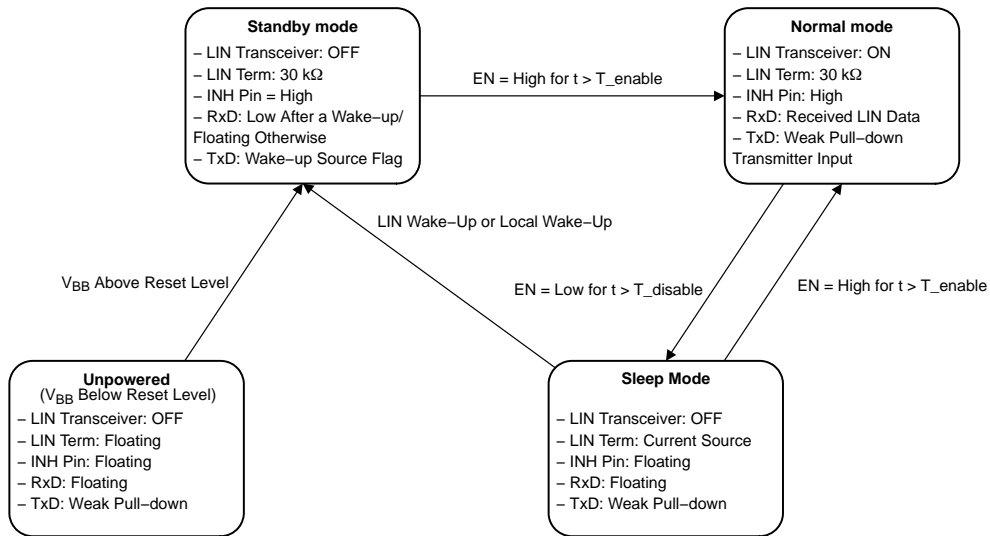 Standby mode
– LIN Transceiver: OFF
– LIN Term: 30 kΩ
– INH Pin = High
– RxD: Low After a Wake−up/
Floating Otherwise
– TxD: Wake−up Source Flag
EN = High for t > T_enable
Normal mode
– LIN Transceiver: ON
– LIN Term: 30 kΩ
– INH Pin: High
– RxD: Received LIN Data
– TxD: Weak Pull−down
Transmitter Input
LIN Wake−Up or Local Wake−Up
VBB Above Reset Level
EN = Low for t > T_disable
EN = High for t > T_enable
Unpowered
(VBB Below Reset Level)
– LIN Transceiver: OFF
– LIN Term: Floating
– INH Pin: Floating
– RxD: Floating
– TxD: Weak Pull−down
Sleep Mode
– LIN Transceiver: OFF
– LIN Term: Current Source
– INH Pin: Floating
– RxD: Floating
– TxD: Weak Pull−down